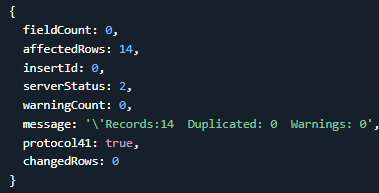 {
fieldCount: 0,
affectedRows: 14,
insertId: 0,
serverStatus: 2,
warningCount: 0,
message: '\'Records:14  Duplicated: 0  Warnings: 0',
protocol41: true,
changedRows: 0
}